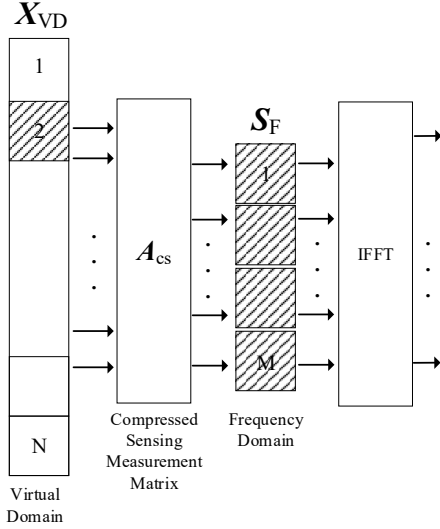 X_VD
1
2
N
Virtual
Domain
A_cs
Compressed
Sensing
Measurement
Matrix
S_F
1
M
Frequency
Domain
IFFT